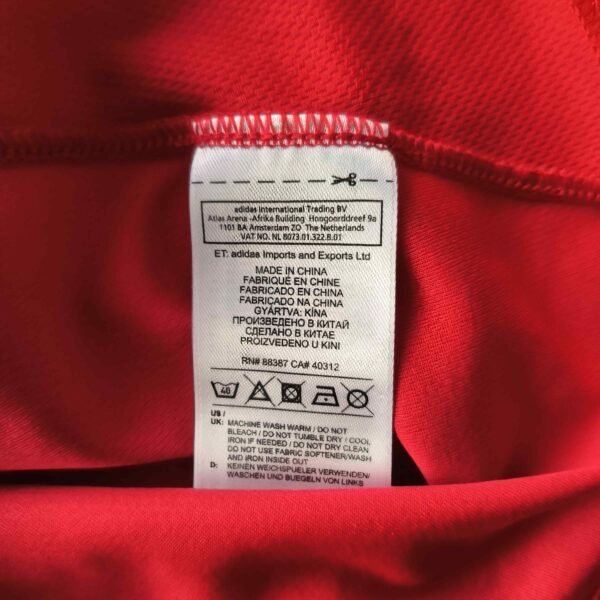 adidas International Trading BV
Atlas Arena -Afrika Building Hoogoorddreef 9a
1101 BA Amsterdam ZO The Netherlands
VAT NO. NL 8073.01.322.B.01
ET: adidas Imports and Exports Ltd
MADE IN CHINA
FABRIQUÉ EN CHINE
FABRICADO EN CHINA
FABRICADO NA CHINA
GYÁRTVA: KÍNA
ПРОИЗВЕДЕНО В КИТАЙ
СДЕЛАНО В КИТАЕ
PROIZVEDENO U KINI
RN# 88387 CA# 40312
40
US /
UK: MACHINE WASH WARM / DO NOT
BLEACH / DO NOT TUMBLE DRY / COOL
IRON IF NEEDED / DO NOT DRY CLEAN
DO NOT USE FABRIC SOFTENER/WASH
AND IRON INSIDE OUT
D: KEINEN WEICHSPUELER VERWENDEN/
WASCHEN UND BUEGELN VON LINKS